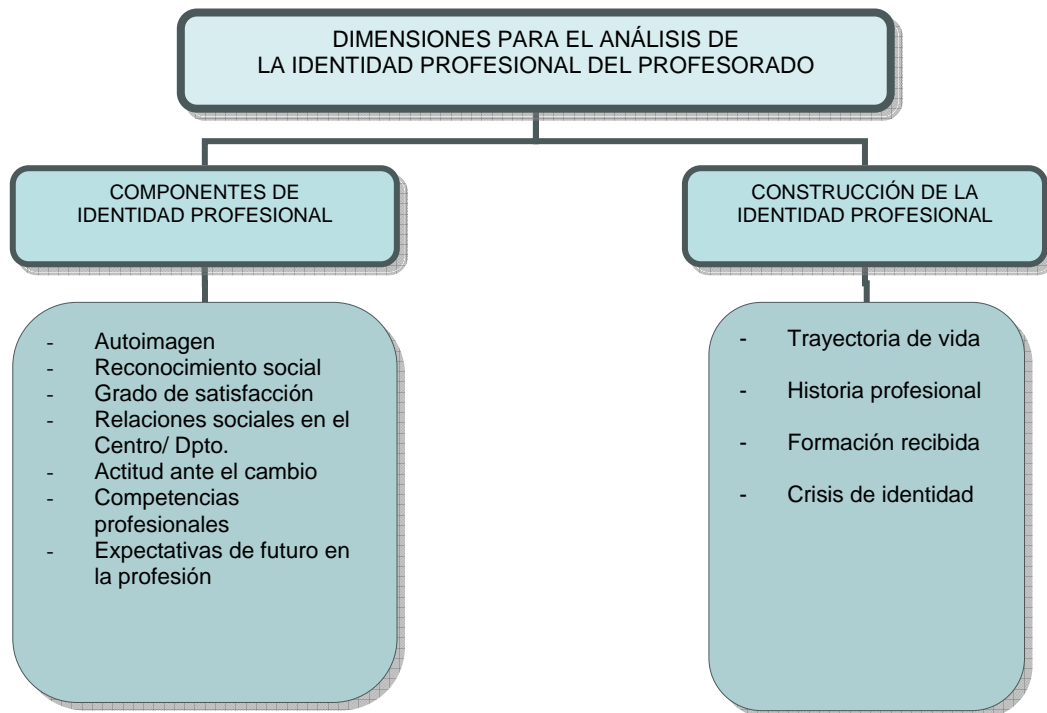 DIMENSIONES PARA EL ANÁLISIS DE
LA IDENTIDAD PROFESIONAL DEL PROFESORADO
COMPONENTES DE
IDENTIDAD PROFESIONAL
- Autoimagen
- Reconocimiento social
- Grado de satisfacción
- Relaciones sociales en el
Centro/ Dpto.
- Actitud ante el cambio
- Competencias
profesionales
- Expectativas de futuro en
la profesión
CONSTRUCCIÓN DE LA
IDENTIDAD PROFESIONAL
- Trayectoria de vida
- Historia profesional
- Formación recibida
- Crisis de identidad